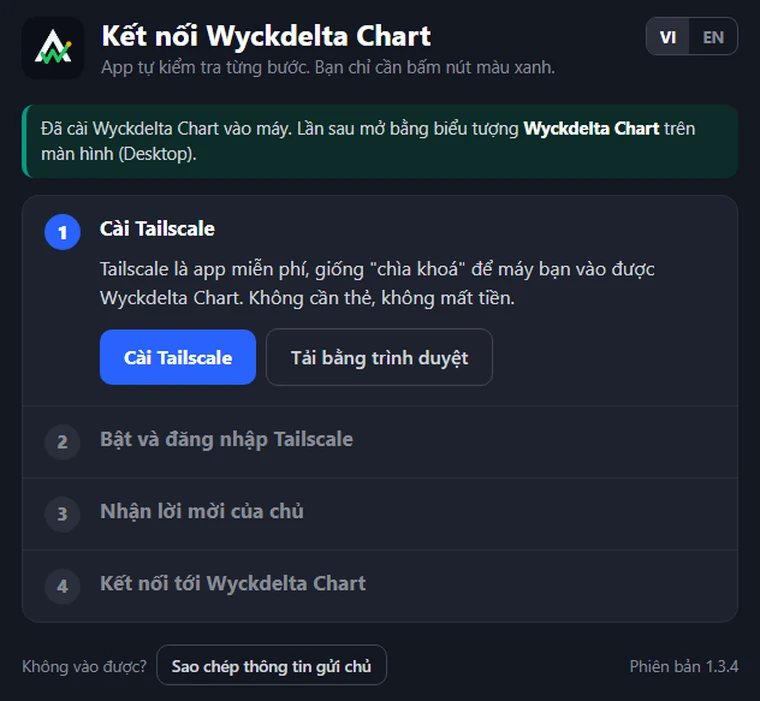 Kết nối Wyckdelta Chart
VI EN
App tự kiểm tra từng bước. Bạn chỉ cần bấm nút màu xanh.
Đã cài Wyckdelta Chart vào máy. Lần sau mở bằng biểu tượng Wyckdelta Chart trên
màn hình (Desktop).
1 Cài Tailscale
Tailscale là app miễn phí, giống "chìa khoá" để máy bạn vào được
Wyckdelta Chart. Không cần thẻ, không mất tiền.
Cài Tailscale Tải bằng trình duyệt
2 Bật và đăng nhập Tailscale
3 Nhận lời mời của chủ
4 Kết nối tới Wyckdelta Chart
Không vào được? Sao chép thông tin gửi chủ Phiên bản 1.3.4